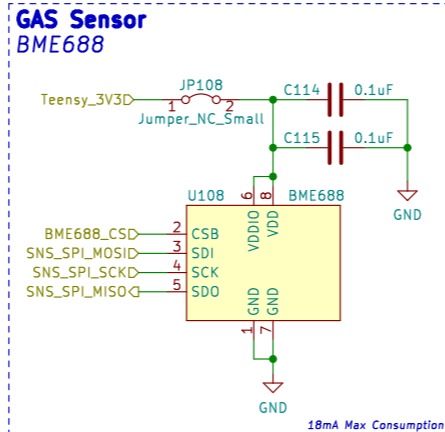 GAS Sensor
BME688
JP108
Teensy_3V3
1 2
Jumper_NC_Small
C114 0.1uF
C115 0.1uF
GND
U108 BME688
6 8
VDDIO VDD
BME688_CS 2 CSB
SNS_SPI_MOSI 3 SDI
SNS_SPI_SCK 4 SCK
SNS_SPI_MISO 5 SDO
GND GND
1 7
GND
18mA Max Consumption